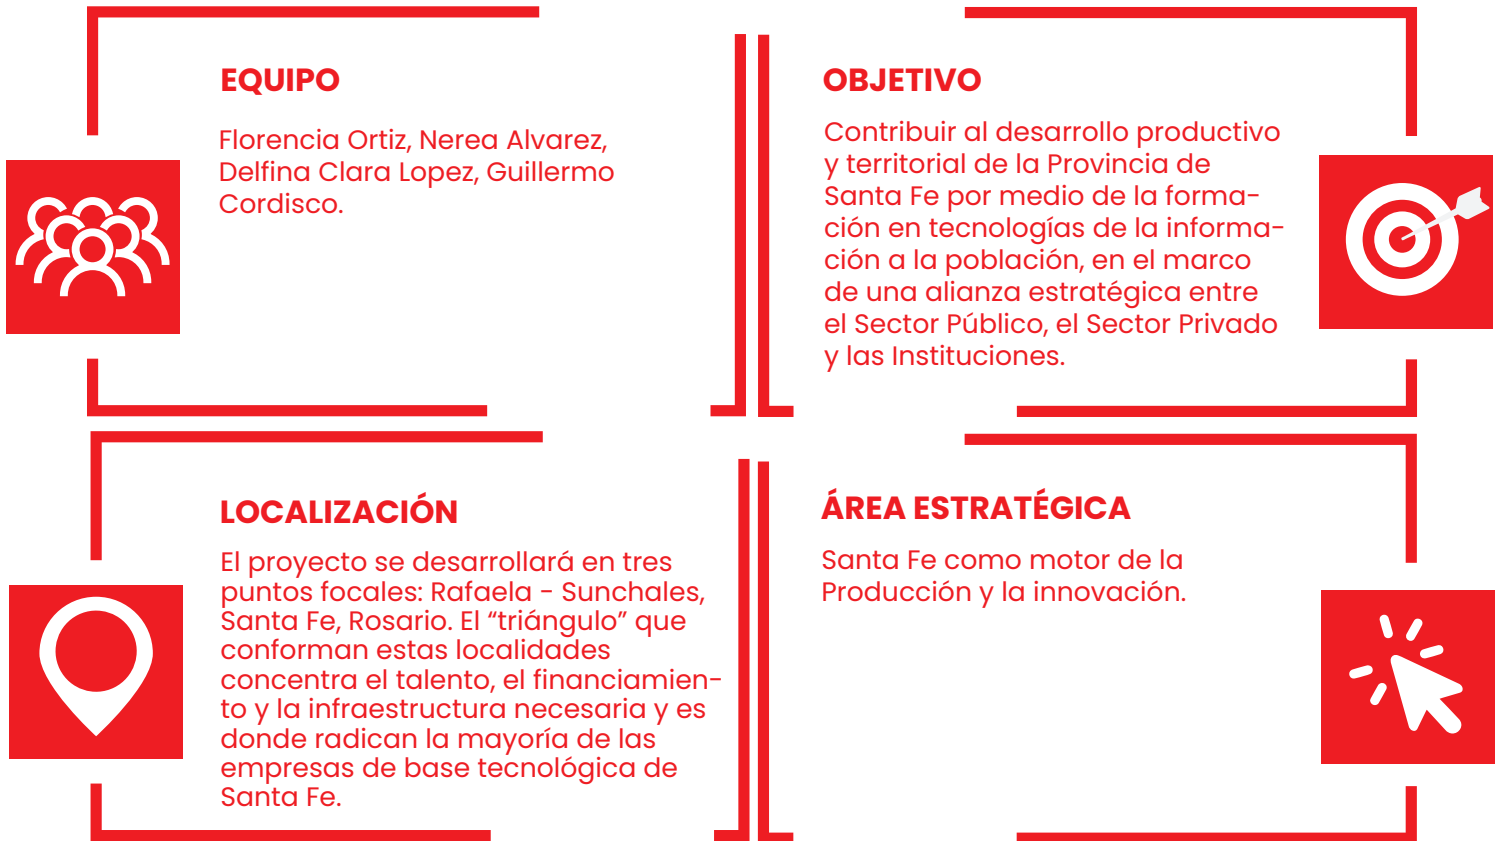 EQUIPO
Florencia Ortiz, Nerea Alvarez,
Delfina Clara Lopez, Guillermo
Cordisco.
OBJETIVO
Contribuir al desarrollo productivo
y territorial de la Provincia de
Santa Fe por medio de la forma-
ción en tecnologías de la informa-
ción a la población, en el marco
de una alianza estratégica entre
el Sector Público, el Sector Privado
y las Instituciones.
LOCALIZACIÓN
El proyecto se desarrollará en tres
puntos focales: Rafaela - Sunchales,
Santa Fe, Rosario. El “triángulo” que
conforman estas localidades
concentra el talento, el financiamien-
to y la infraestructura necesaria y es
donde radican la mayoría de las
empresas de base tecnológica de
Santa Fe.
ÁREA ESTRATÉGICA
Santa Fe como motor de la
Producción y la innovación.